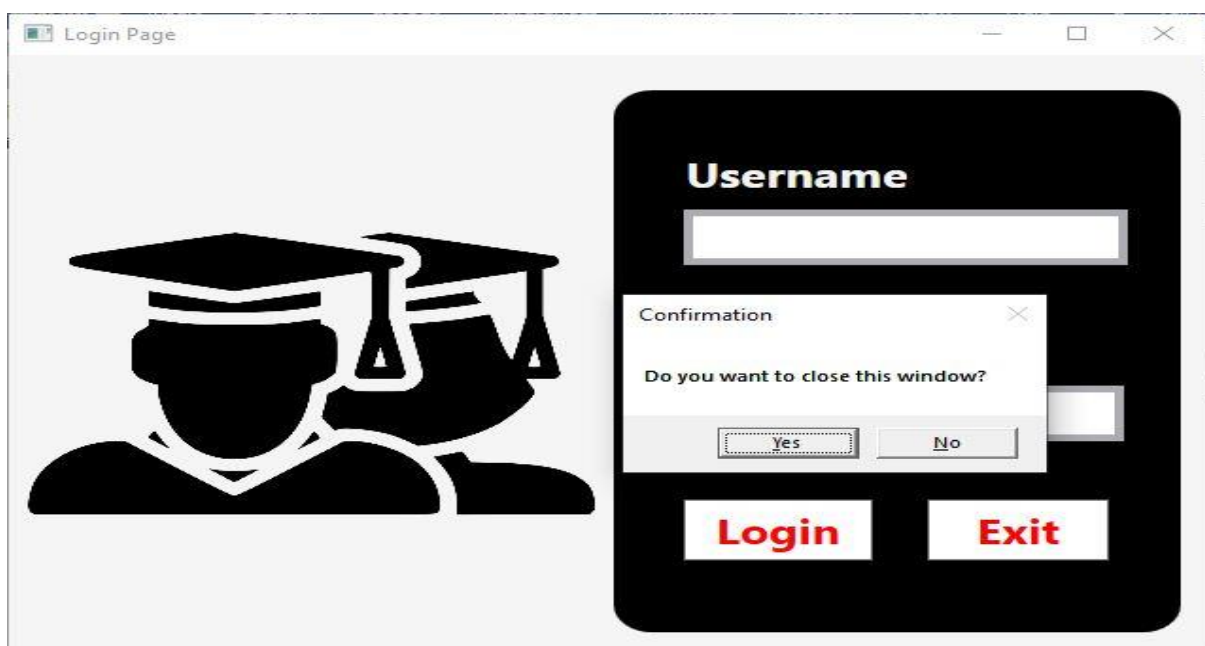 Login Page
Username
Confirmation
Do you want to close this window?
Yes No
Login Exit